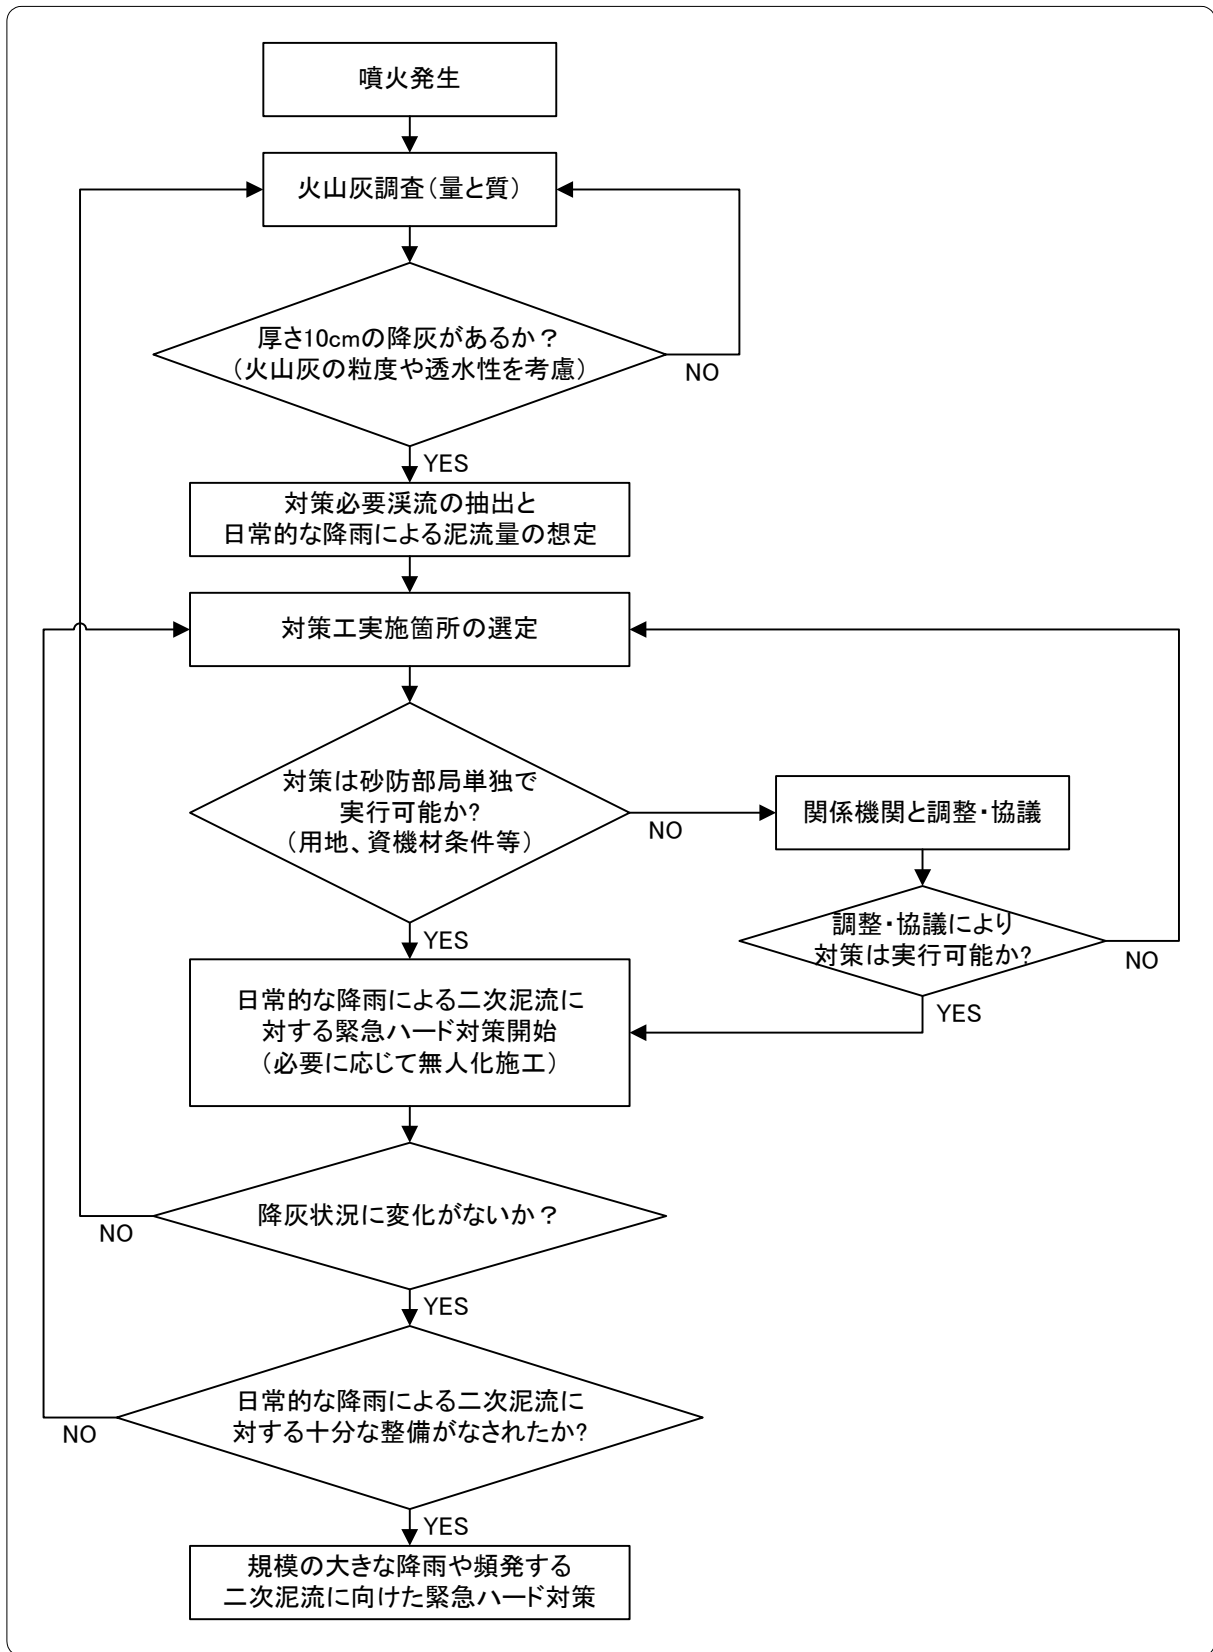 噴火発生
火山灰調査(量と質)
厚さ10cmの降灰があるか？
(火山灰の粒度や透水性を考慮)
NO
YES
対策必要渓流の抽出と
日常的な降雨による泥流量の想定
対策工実施箇所の選定
対策は砂防部局単独で
実行可能か?
(用地、資機材条件等)
NO
関係機関と調整・協議
調整・協議により
対策は実行可能か?
NO
YES
YES
日常的な降雨による二次泥流に
対する緊急ハード対策開始
(必要に応じて無人化施工)
降灰状況に変化がないか？
NO
YES
日常的な降雨による二次泥流に
対する十分な整備がなされたか?
NO
YES
規模の大きな降雨や頻発する
二次泥流に向けた緊急ハード対策